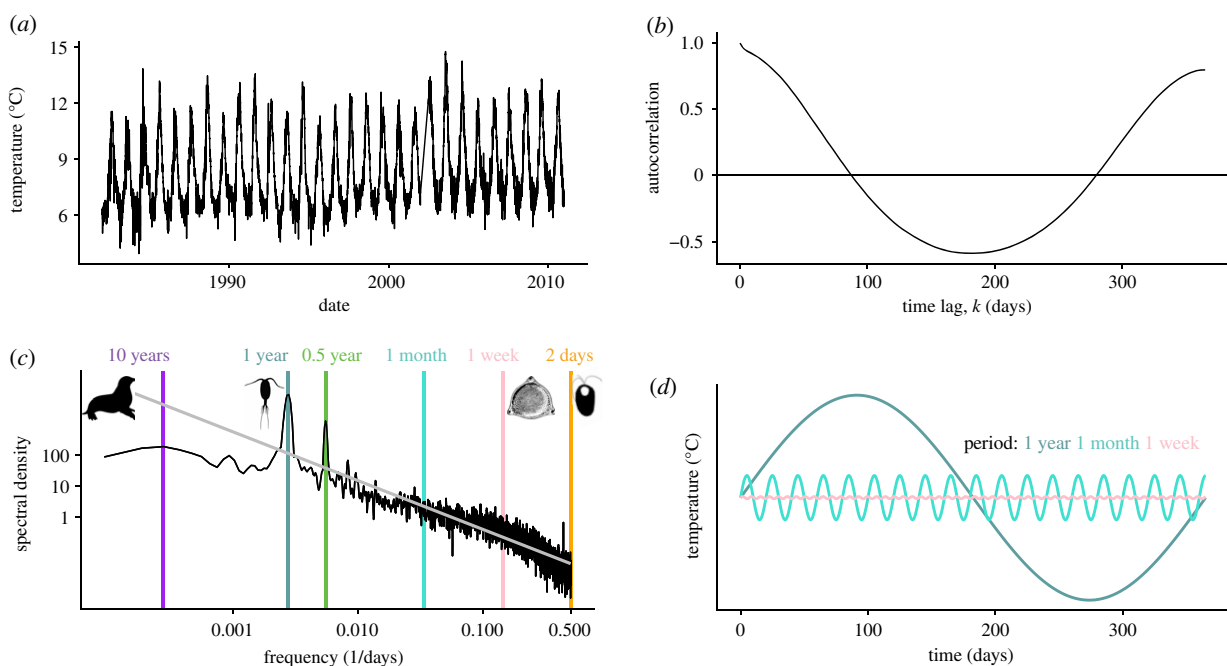 (a)
15
12
9
6
temperature (°C)
1990
2000
2010
date
(b)
1.0
0.5
0
−0.5
autocorrelation
0
100
200
300
time lag, k (days)
(c)
10 years
1 year
0.5 year
1 month
1 week
2 days
100
10
1
spectral density
0.001
0.010
0.100
0.500
frequency (1/days)
(d)
period: 1 year 1 month 1 week
temperature (°C)
0
100
200
300
time (days)